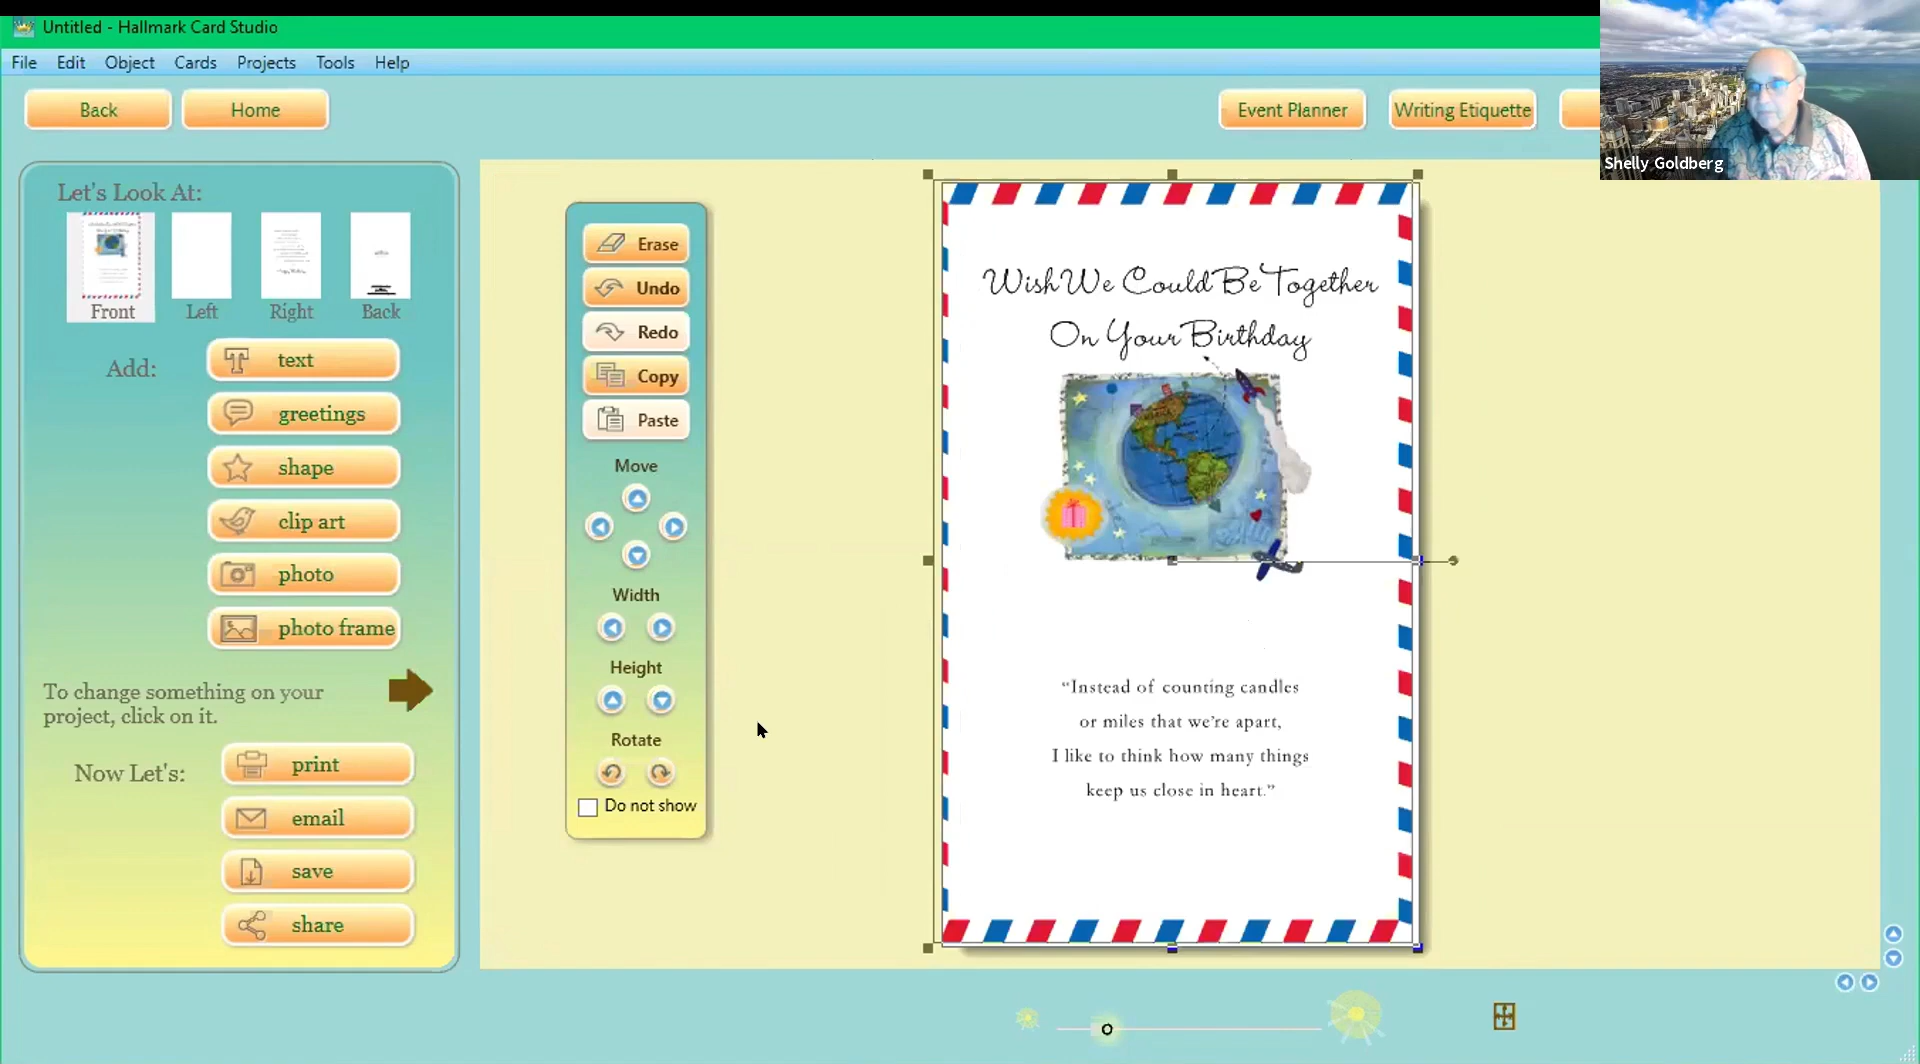 Untitled - Hallmark Card Studio
File Edit Object Cards Projects Tools Help
Back Home Event Planner Writing Etiquette
Shelly Goldberg
Let's Look At:
Front Left Right Back
Add:
text
greetings
shape
clip art
photo
photo frame
To change something on your
project, click on it.
Now Let's:
print
email
save
share
Erase
Undo
Redo
Copy
Paste
Move
Width
Height
Rotate
Do not show
Wish We Could Be Together
On Your Birthday
“Instead of counting candles
or miles that we’re apart,
I like to think how many things
keep us close in heart.”